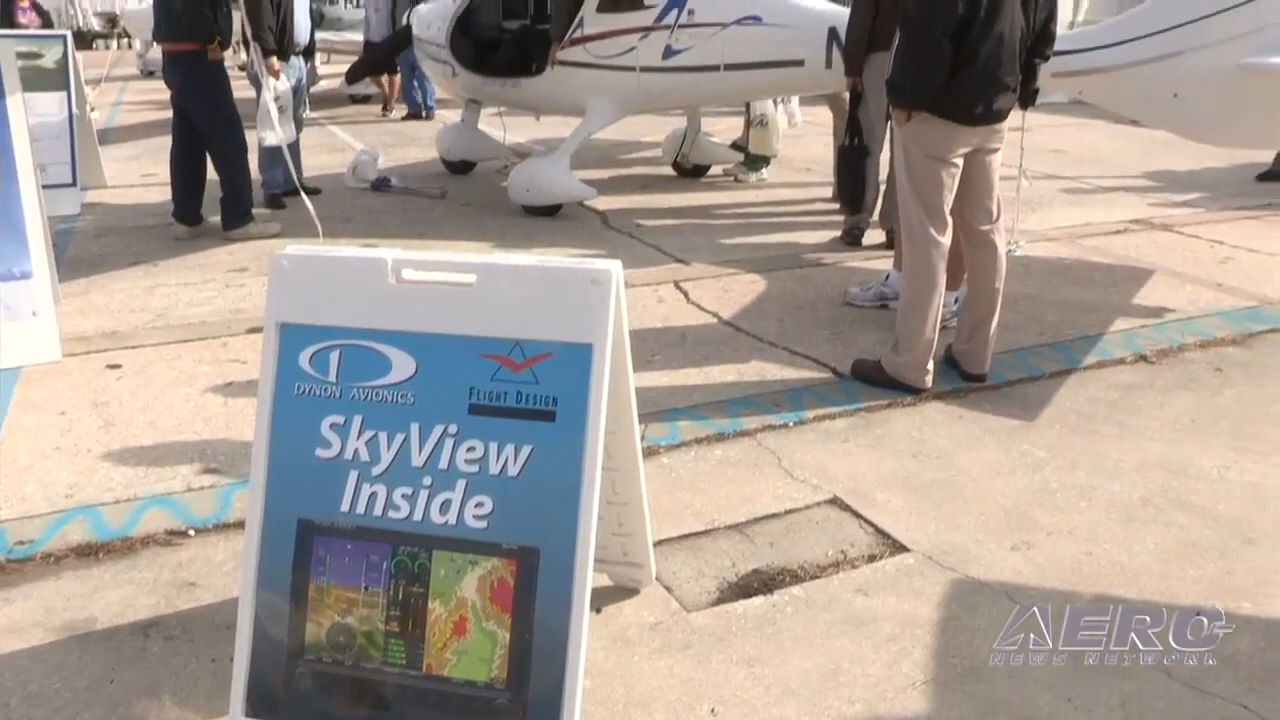 DYNON AVIONICS
FLIGHT DESIGN
SkyView
Inside
N
AERO
NEWS NETWORK